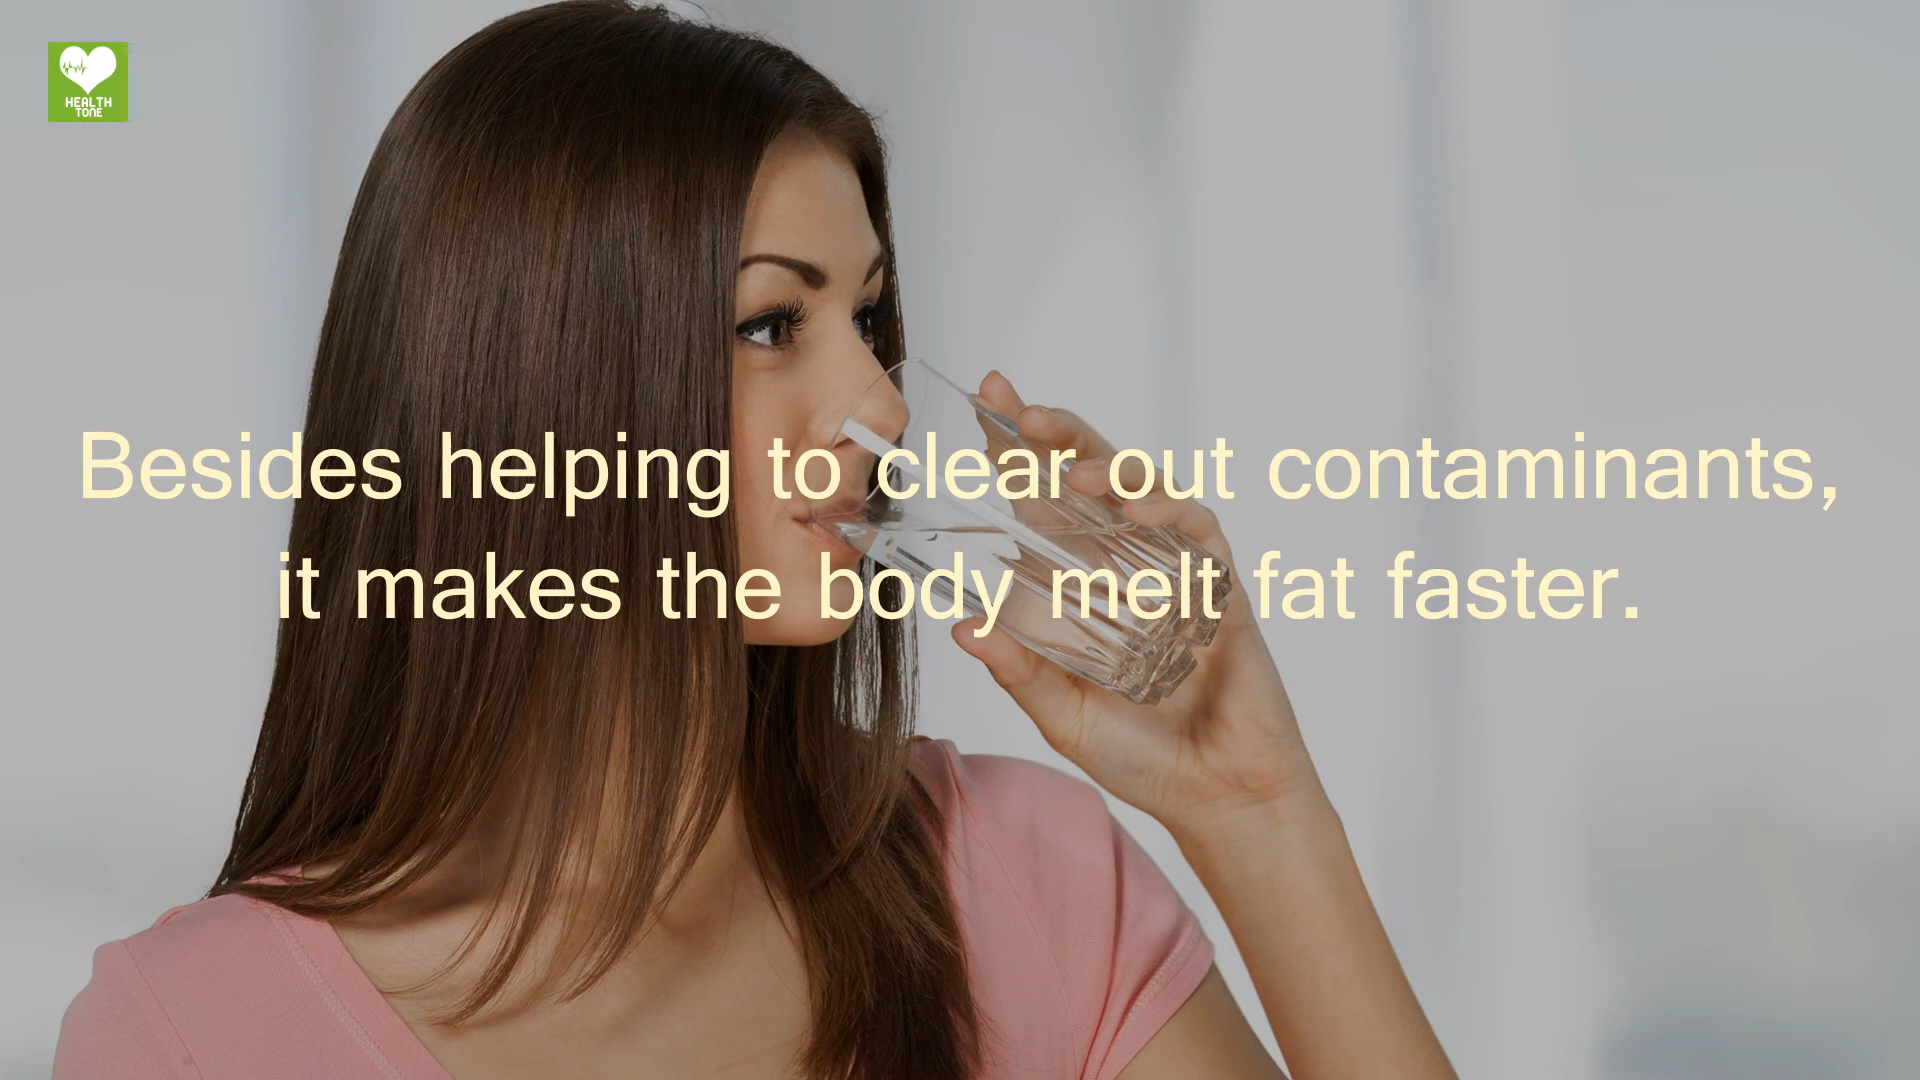 HEALTH
TONE
Besides helping to clear out contaminants,
it makes the body melt fat faster.